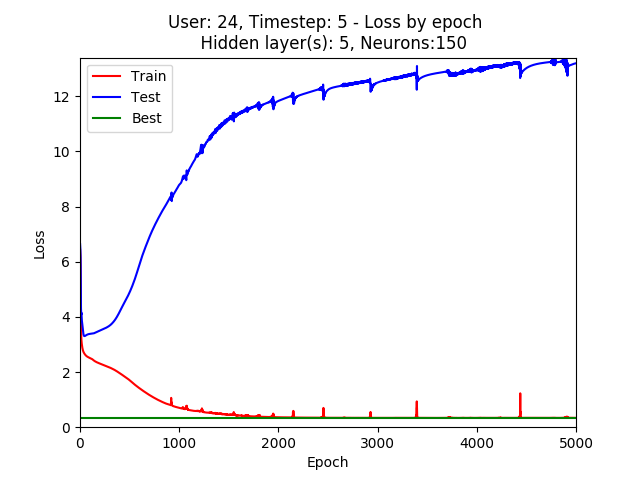 User: 24, Timestep: 5 - Loss by epoch
Hidden layer(s): 5, Neurons:150
Train
Test
Best
12
10
8
6
4
2
0
Loss
0
1000
2000
3000
4000
5000
Epoch